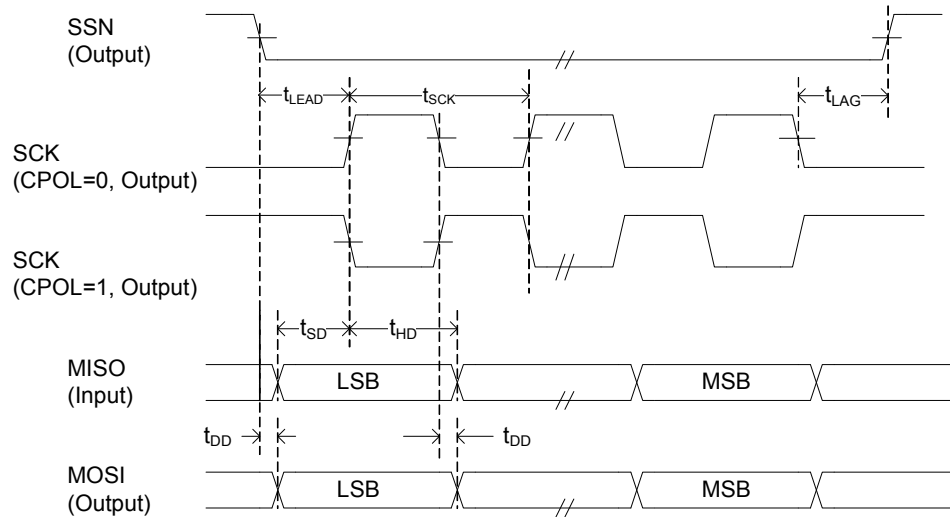 SSN
(Output)
tLEAD
tSCK
tLAG
SCK
(CPOL=0, Output)
SCK
(CPOL=1, Output)
tSD
tHD
MISO
(Input)
LSB
MSB
tDD
tDD
MOSI
(Output)
LSB
MSB